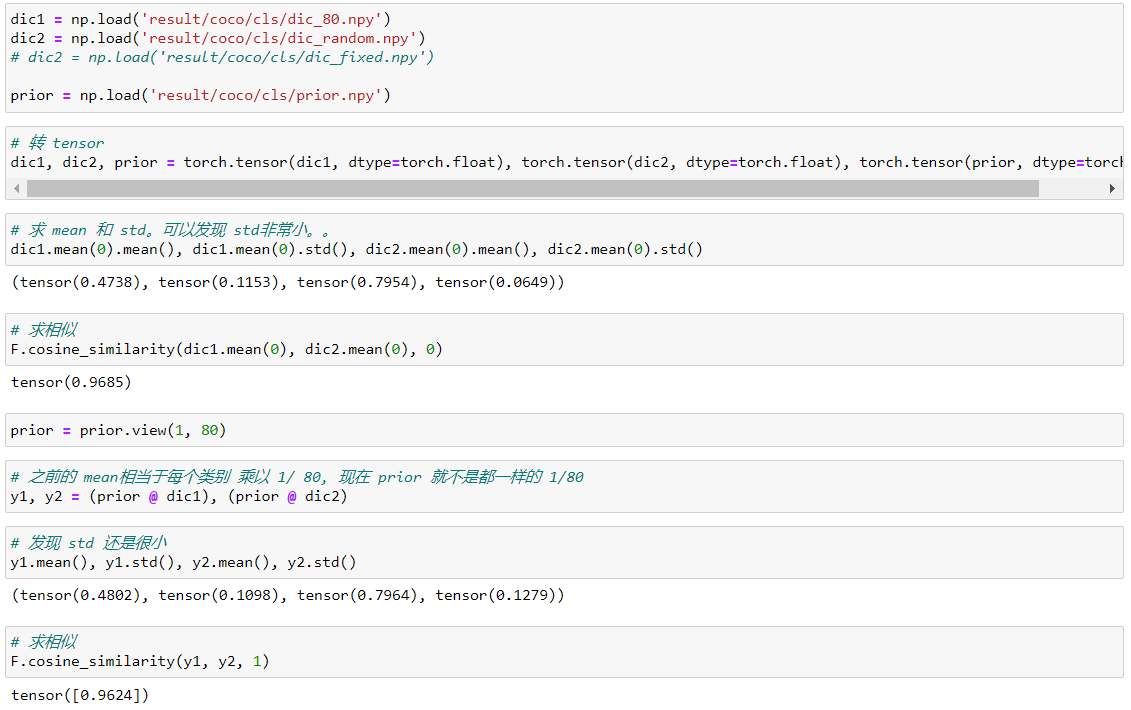 dic1 = np.load('result/coco/cls/dic_80.npy')
dic2 = np.load('result/coco/cls/dic_random.npy')
# dic2 = np.load('result/coco/cls/dic_fixed.npy')
prior = np.load('result/coco/cls/prior.npy')
# 转 tensor
dic1, dic2, prior = torch.tensor(dic1, dtype=torch.float), torch.tensor(dic2, dtype=torch.float), torch.tensor(prior, dtype=torch
# 求 mean 和 std。可以发现 std非常小。。
dic1.mean(0).mean(), dic1.mean(0).std(), dic2.mean(0).mean(), dic2.mean(0).std()
(tensor(0.4738), tensor(0.1153), tensor(0.7954), tensor(0.0649))
# 求相似
F.cosine_similarity(dic1.mean(0), dic2.mean(0), 0)
tensor(0.9685)
prior = prior.view(1, 80)
# 之前的 mean相当于每个类别 乘以 1/ 80, 现在 prior 就不是都一样的 1/80
y1, y2 = (prior @ dic1), (prior @ dic2)
# 发现 std 还是很小
y1.mean(), y1.std(), y2.mean(), y2.std()
(tensor(0.4802), tensor(0.1098), tensor(0.7964), tensor(0.1279))
# 求相似
F.cosine_similarity(y1, y2, 1)
tensor([0.9624])